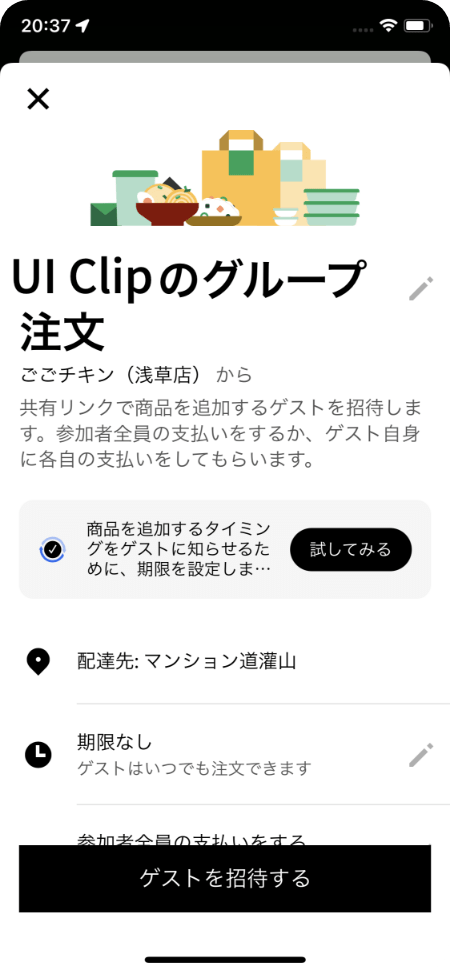 20:37
UI Clipのグループ
注文
ごごチキン（浅草店） から
共有リンクで商品を追加するゲストを招待しま
す。参加者全員の支払いをするか、ゲスト自身
に各自の支払いをしてもらいます。
商品を追加するタイミン
グをゲストに知らせるた
めに、期限を設定しま…
試してみる
配達先: マンション道灌山
期限なし
ゲストはいつでも注文できます
参加者全員の支払いをする
ゲストを招待する